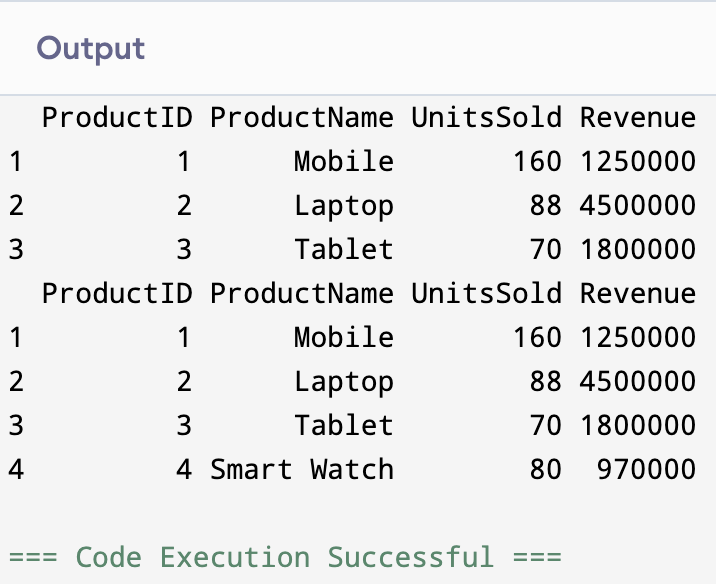 Output
ProductID ProductName UnitsSold Revenue
1 1 Mobile 160 1250000
2 2 Laptop 88 4500000
3 3 Tablet 70 1800000
ProductID ProductName UnitsSold Revenue
1 1 Mobile 160 1250000
2 2 Laptop 88 4500000
3 3 Tablet 70 1800000
4 4 Smart Watch 80 970000
=== Code Execution Successful ===